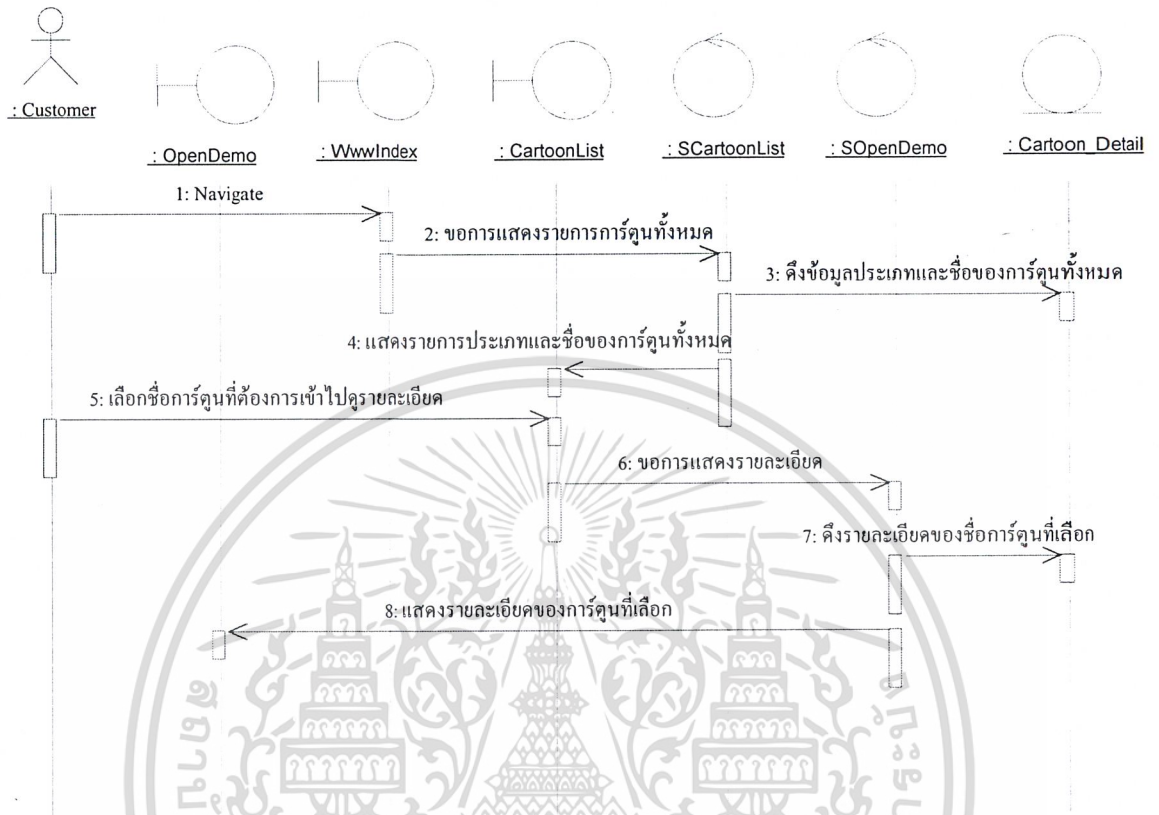 : Customer
: OpenDemo
: WwwIndex
: CartoonList
: SCartoonList
: SOpenDemo
: Cartoon_Detail
1: Navigate
2: ขอการแสดงรายการการ์ตูนทั้งหมด
3: ดึงข้อมูลประเภทและชื่อของการ์ตูนทั้งหมด
4: แสดงรายการประเภทและชื่อของการ์ตูนทั้งหมด
5: เลือกชื่อการ์ตูนที่ต้องการเข้าไปดูรายละเอียด
6: ขอการแสดงรายละเอียด
7: ดึงรายละเอียดของชื่อการ์ตูนที่เลือก
8: แสดงรายละเอียดของการ์ตูนที่เลือก